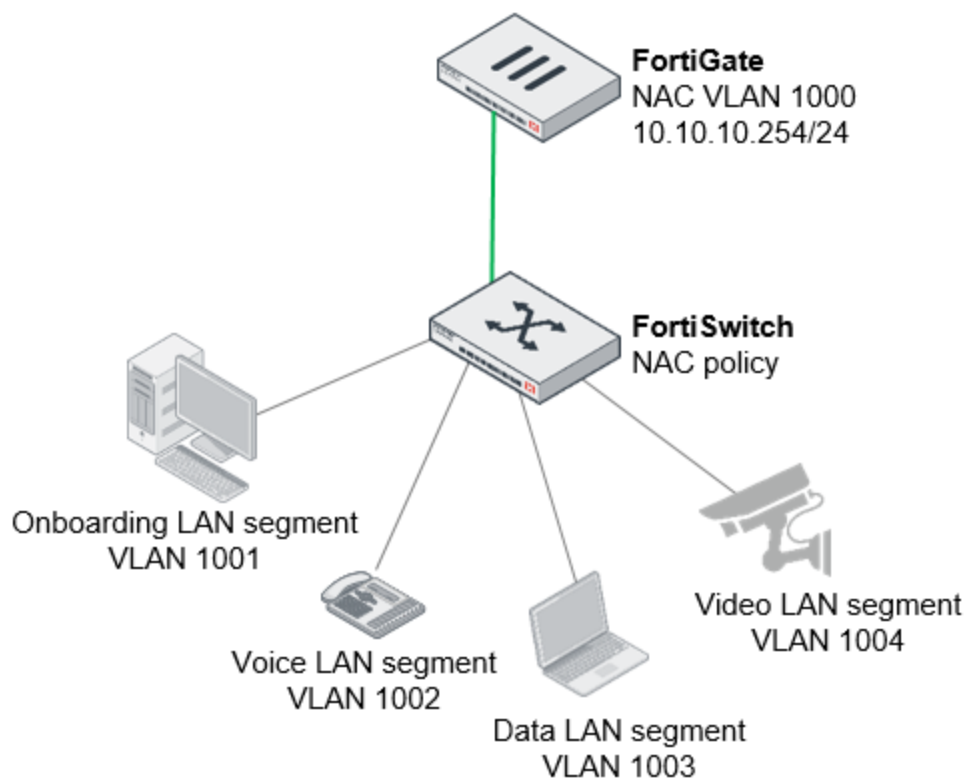 FortiGate
NAC VLAN 1000
10.10.10.254/24
FortiSwitch
NAC policy
Onboarding LAN segment
VLAN 1001
Voice LAN segment
VLAN 1002
Data LAN segment
VLAN 1003
Video LAN segment
VLAN 1004